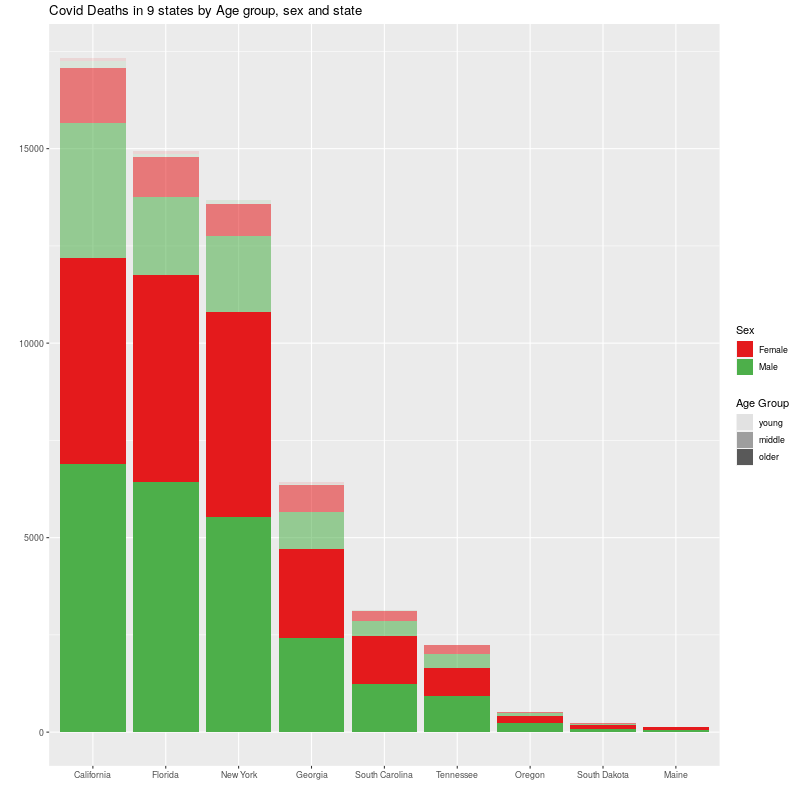 Covid Deaths in 9 states by Age group, sex and state
15000
10000
5000
0
California Florida New York Georgia South Carolina Tennessee Oregon South Dakota Maine
Sex
Female
Male
Age Group
young
middle
older